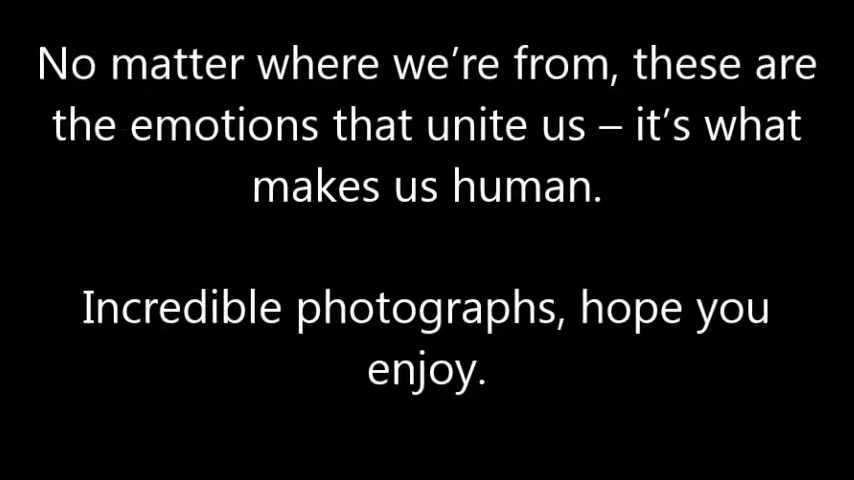 No matter where we’re from, these are
the emotions that unite us – it’s what
makes us human.
Incredible photographs, hope you
enjoy.